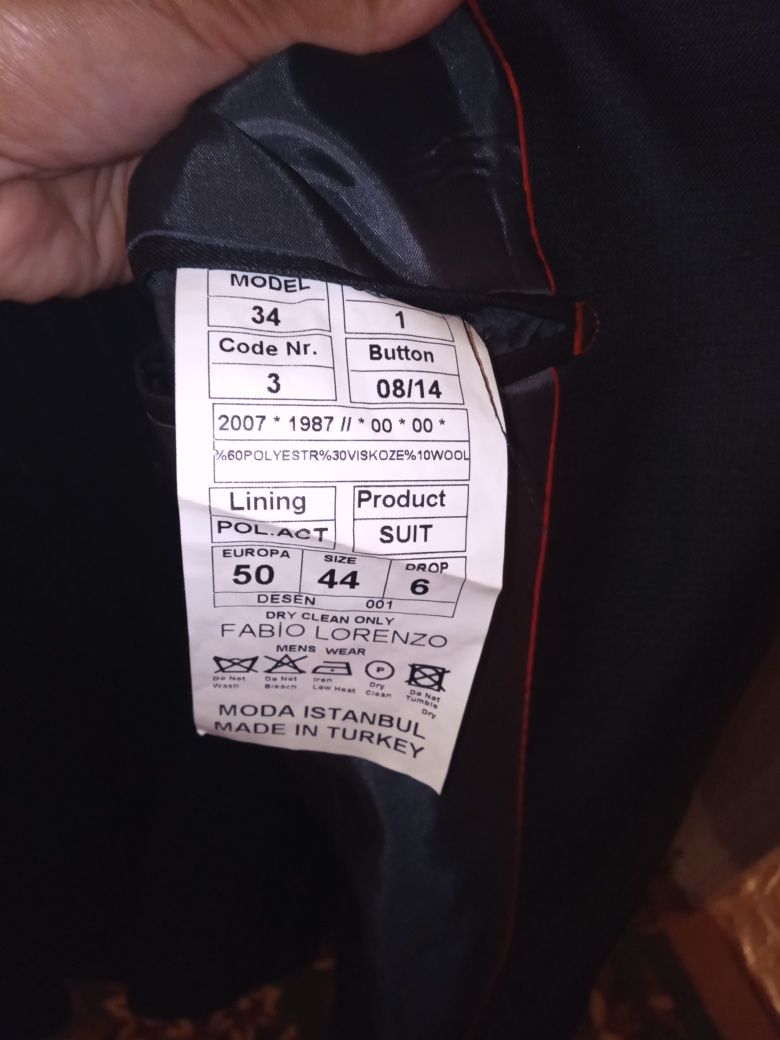 MODEL
34
1
Code Nr.
Button
3
08/14
2007 * 1987 // * 00 * 00 *
%60POLYESTR%30VISKOZE%10WOOL
Lining
Product
POL.ACT
SUIT
EUROPA
SIZE
DROP
50
44
6
DESEN 001
DRY CLEAN ONLY
FABİO LORENZO
MENS WEAR
P
Do Not Wash
Do Not Bleach
Iron Low Heat
Dry Clean
Do Not Tumble Dry
MODA ISTANBUL
MADE IN TURKEY